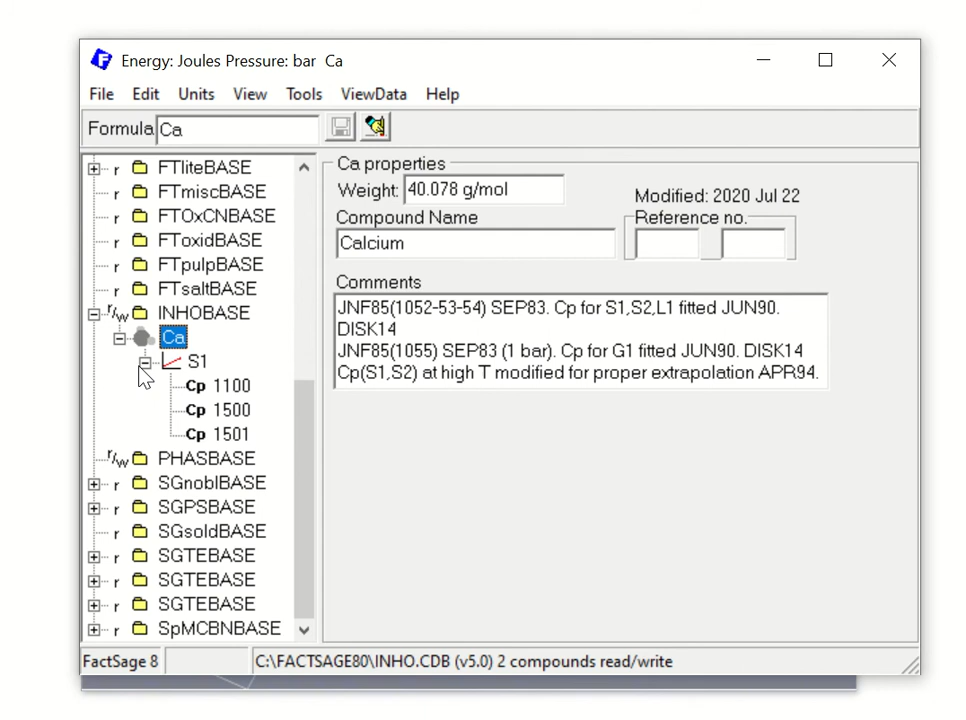 Energy: Joules Pressure: bar Ca
File Edit Units View Tools ViewData Help
Formula Ca
r FTliteBASE
r FTmiscBASE
r FTOxCNBASE
r FToxidBASE
r FTpulpBASE
r FTsaltBASE
r/w INHOBASE
Ca
S1
Cp 1100
Cp 1500
Cp 1501
r/w PHASBASE
r SGnoblBASE
r SGPSBASE
r SGsoldBASE
r SGTEBASE
r SGTEBASE
r SGTEBASE
r SpMCBNBASE
Ca properties
Weight: 40.078 g/mol
Modified: 2020 Jul 22
Compound Name
Reference no.
Calcium
Comments
JNF85(1052-53-54) SEP83. Cp for S1,S2,L1 fitted JUN90.
DISK14
JNF85(1055) SEP83 (1 bar). Cp for G1 fitted JUN90. DISK14
Cp(S1,S2) at high T modified for proper extrapolation APR94.
FactSage 8 C:\FACTSAGE80\INHO.CDB (v5.0) 2 compounds read/write